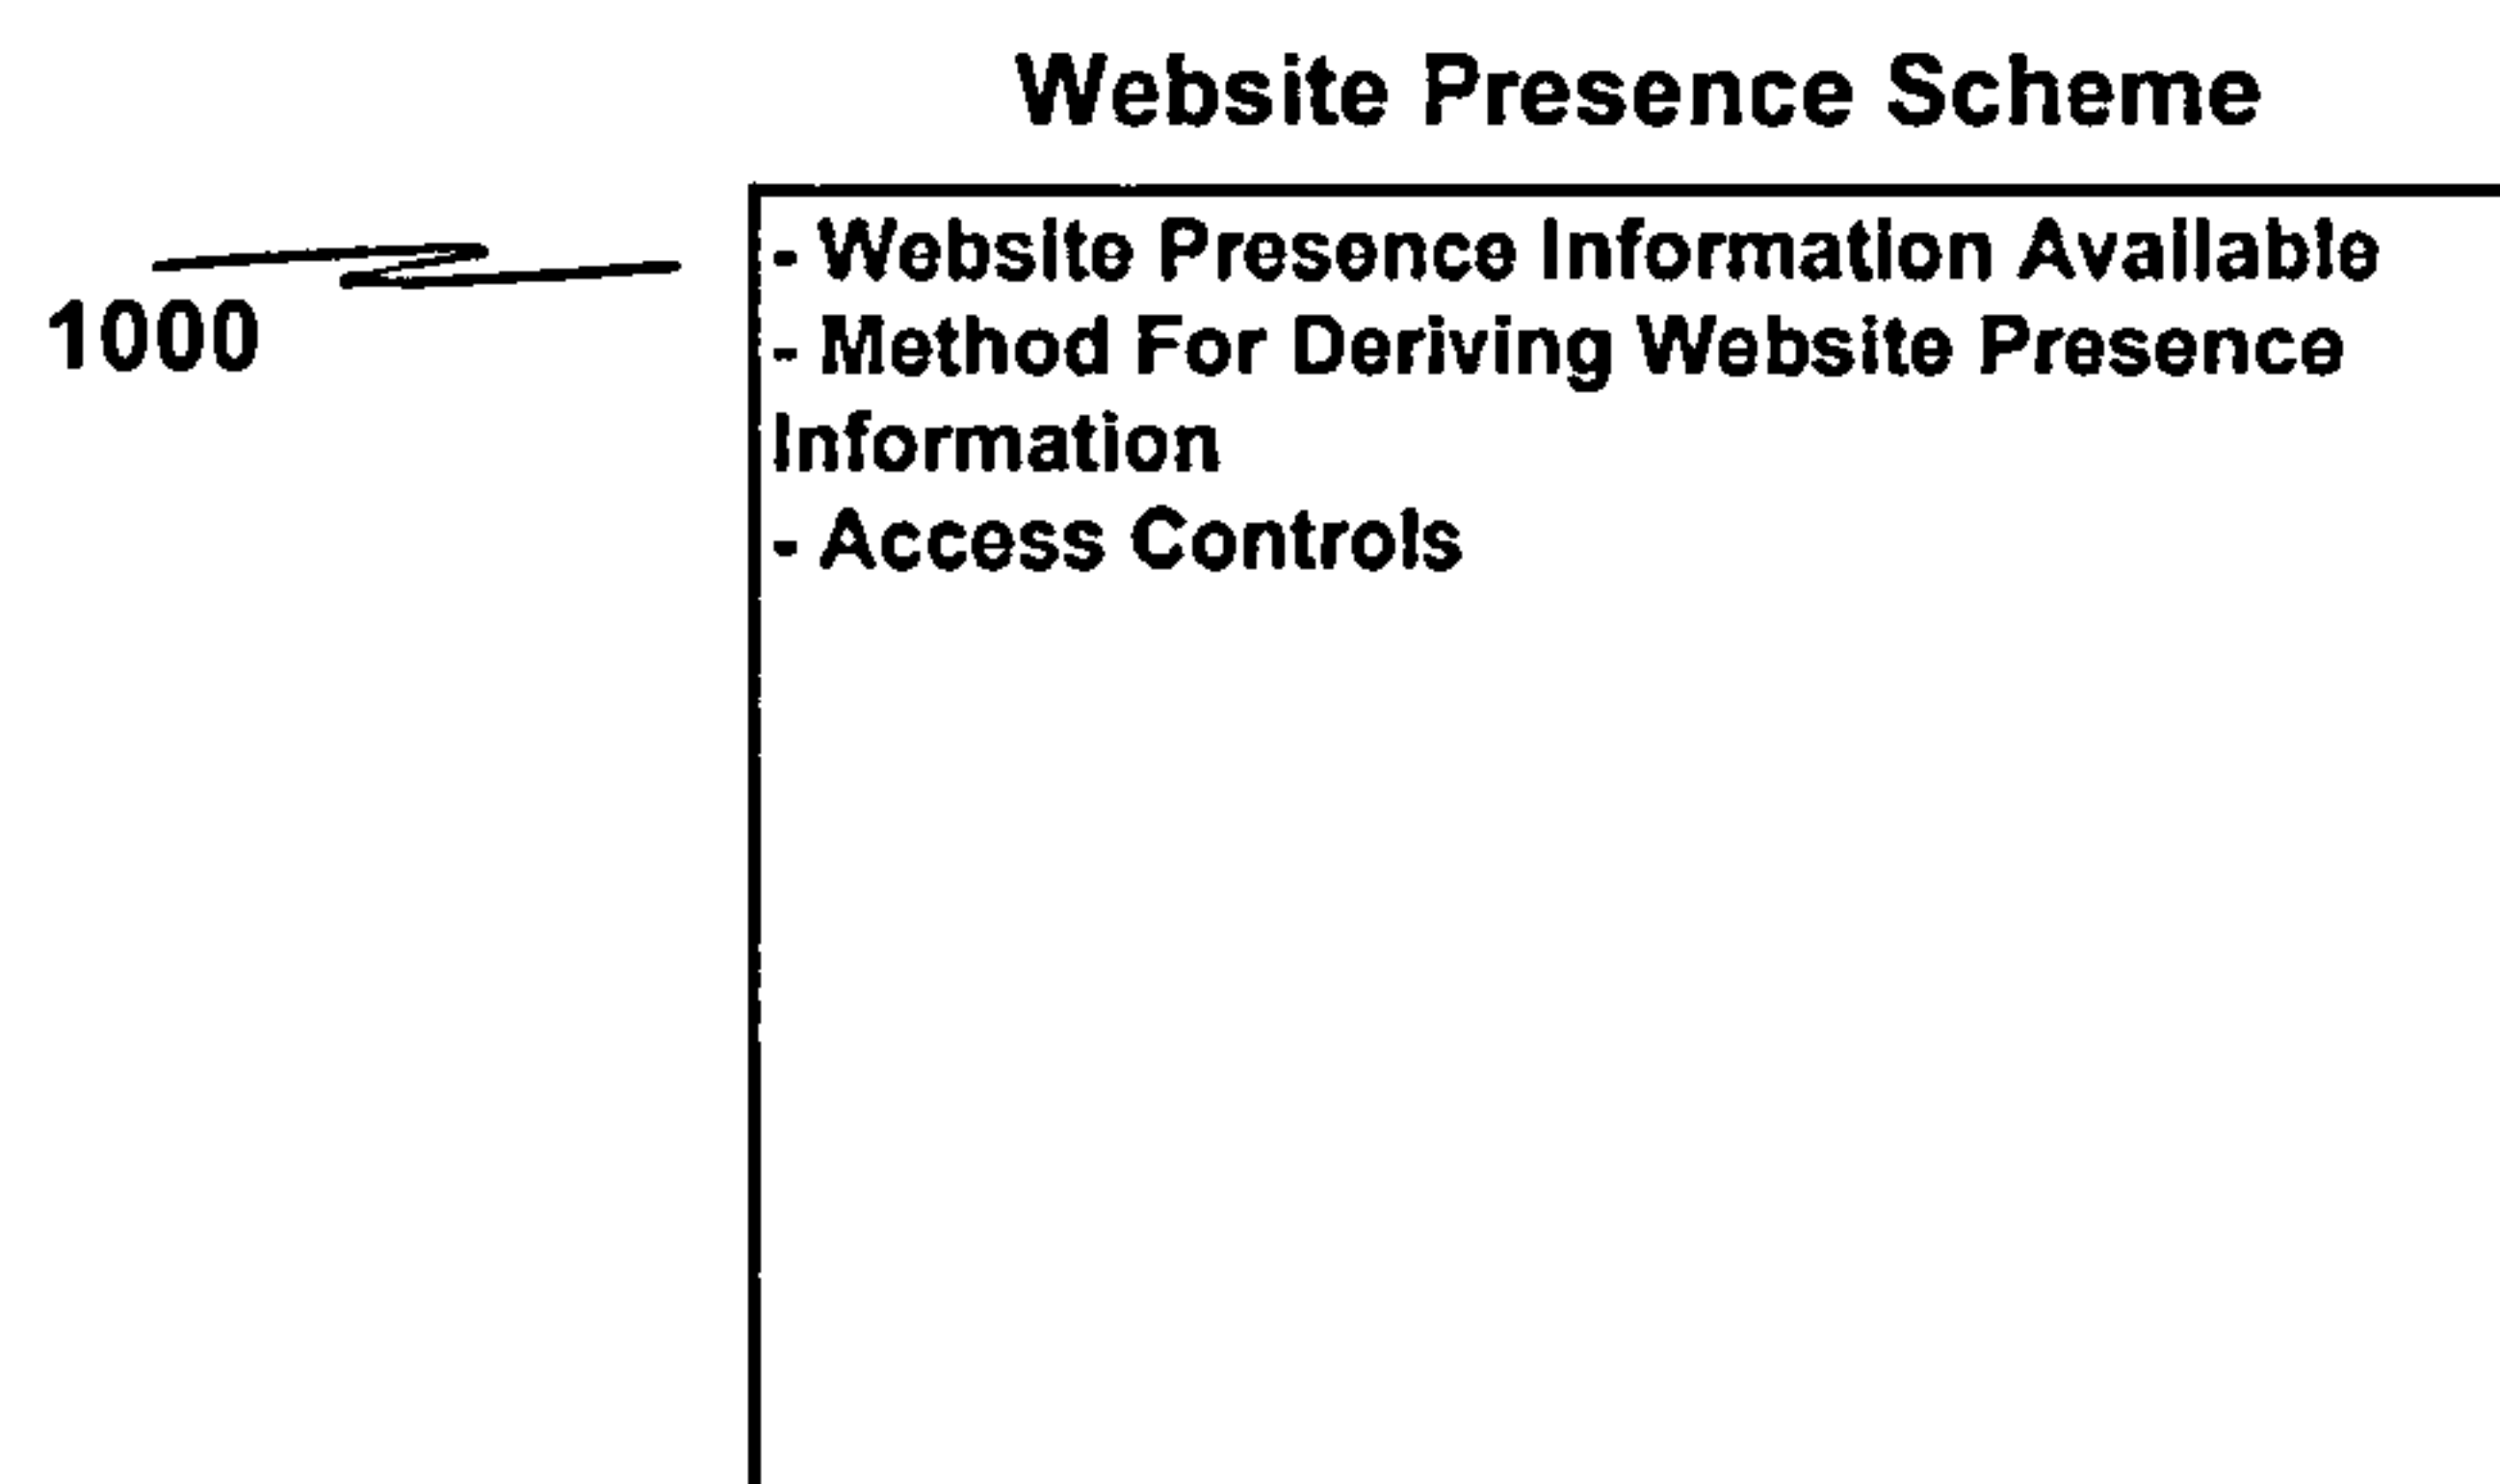 Website Presence Scheme
1000
- Website Presence Information Available
- Method For Deriving Website Presence
Information
- Access Controls